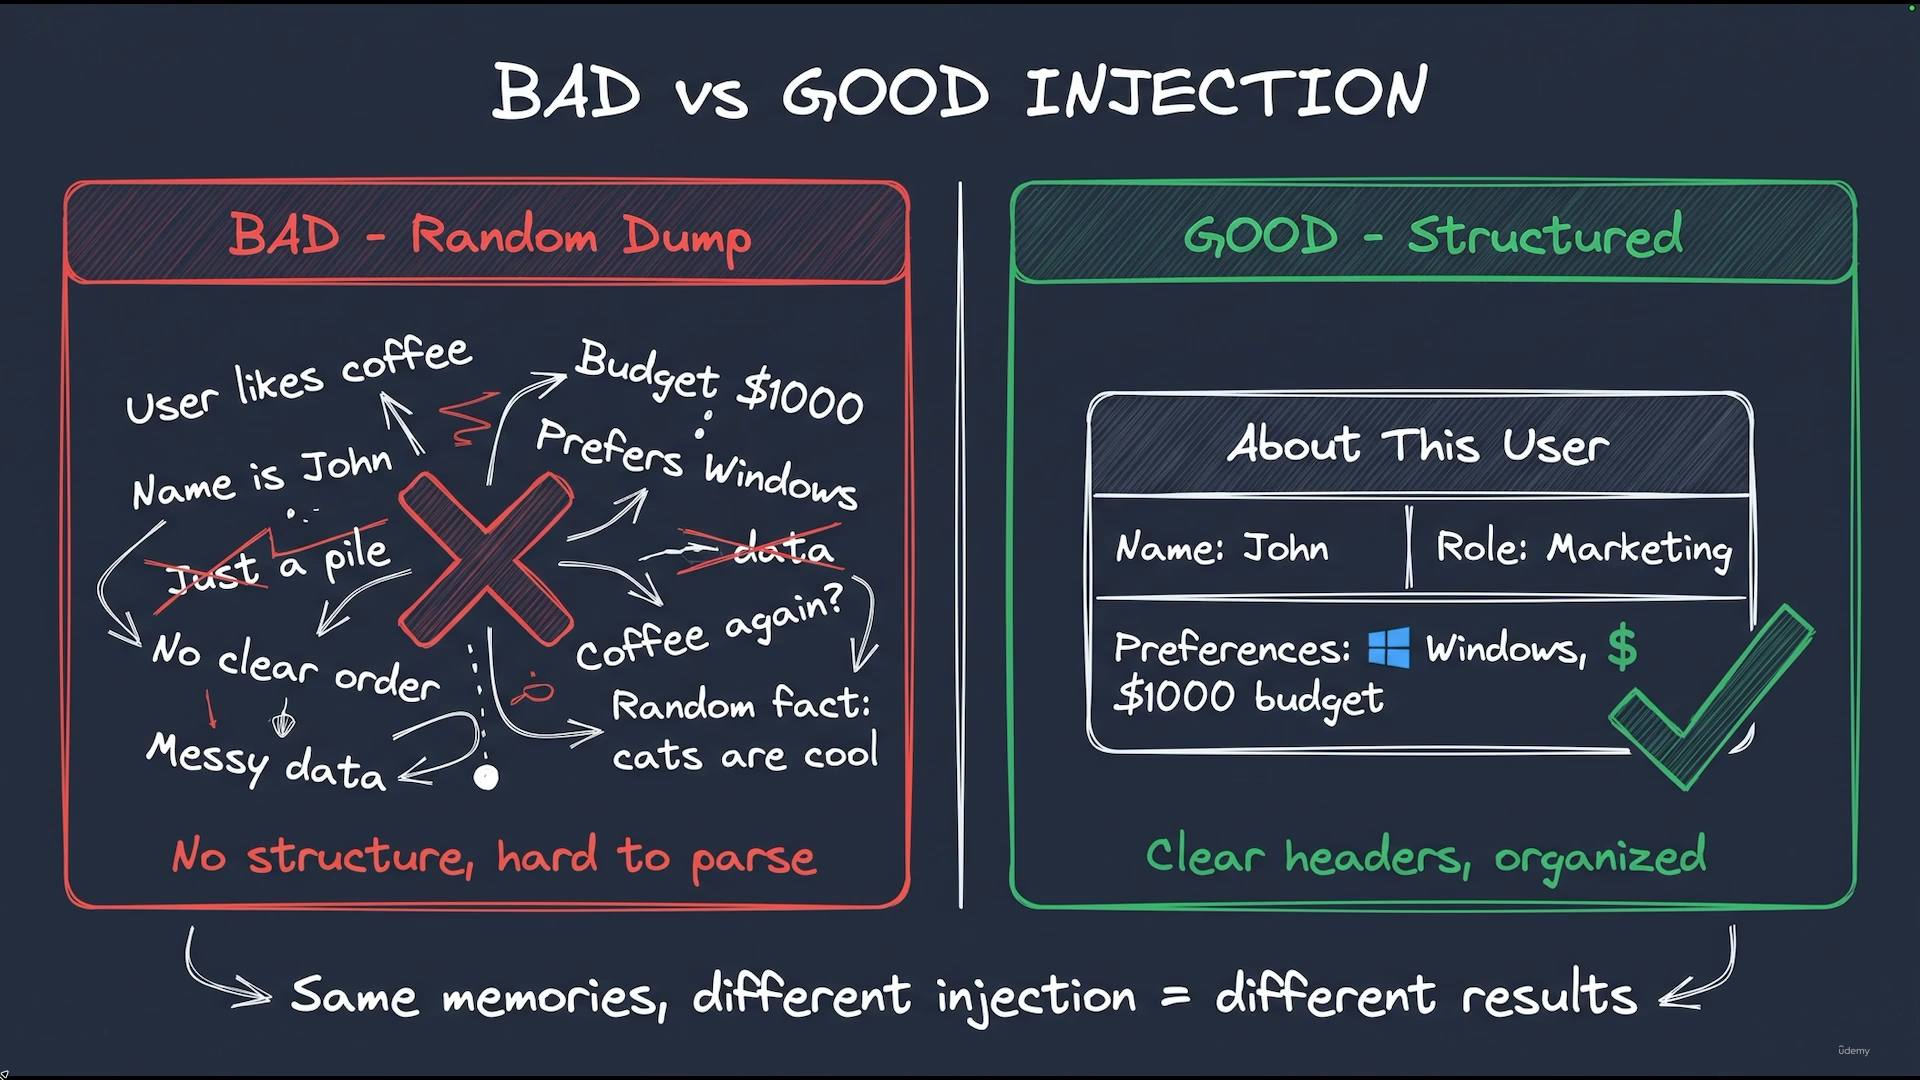 BAD vs GOOD INJECTION
BAD - Random Dump
User likes coffee
Name is John
Just a pile
No clear order
Messy data
Budget $1000
Prefers Windows
data
Coffee again?
Random fact:
cats are cool
No structure, hard to parse
GOOD - Structured
About This User
Name: John
Role: Marketing
Preferences: Windows, $
$1000 budget
Clear headers, organized
Same memories, different injection = different results
udemy